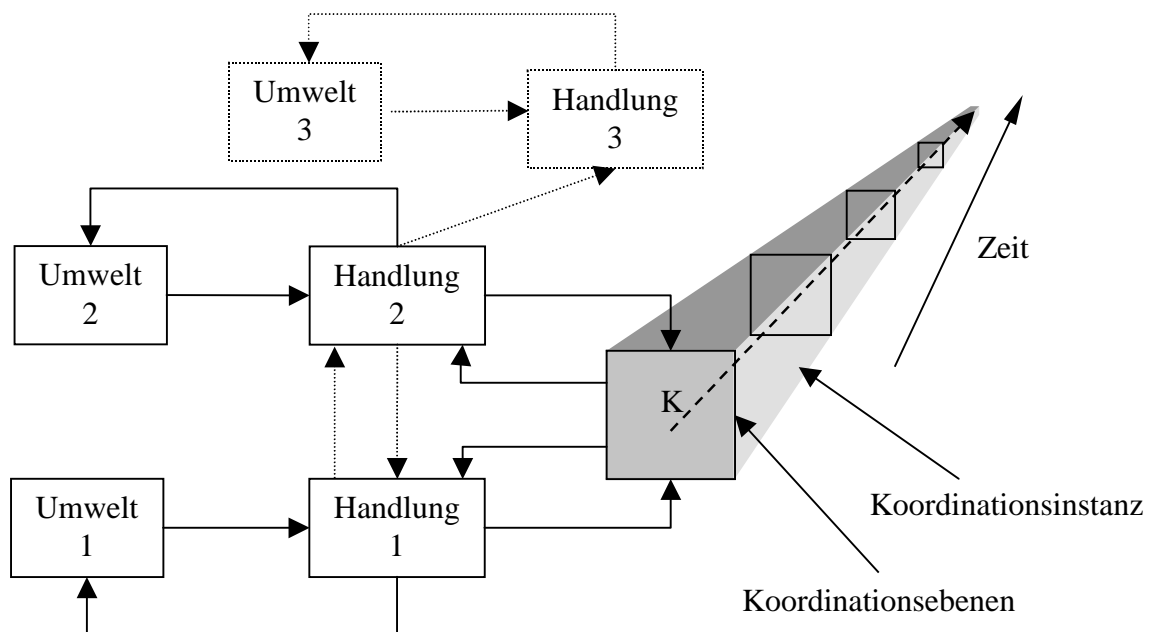 Umwelt
3
Handlung
3
Umwelt
2
Handlung
2
Zeit
K
Umwelt
1
Handlung
1
Koordinationsinstanz
Koordinationsebenen